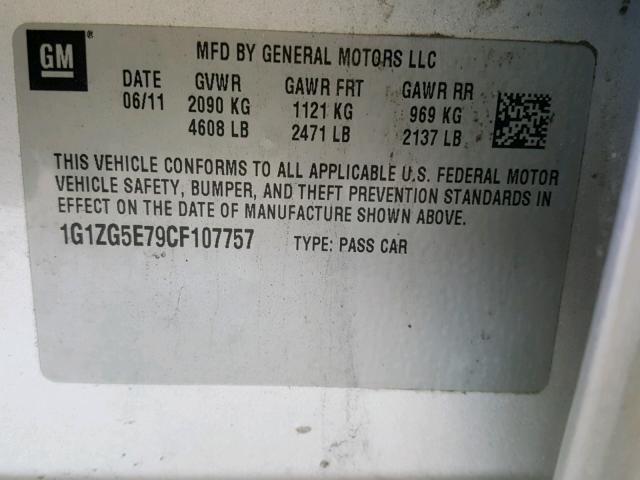 GM ®
MFD BY GENERAL MOTORS LLC
DATE GVWR GAWR FRT GAWR RR
06/11 2090 KG 1121 KG 969 KG
4608 LB 2471 LB 2137 LB
THIS VEHICLE CONFORMS TO ALL APPLICABLE U.S. FEDERAL MOTOR
VEHICLE SAFETY, BUMPER, AND THEFT PREVENTION STANDARDS IN
EFFECT ON THE DATE OF MANUFACTURE SHOWN ABOVE.
1G1ZG5E79CF107757 TYPE: PASS CAR